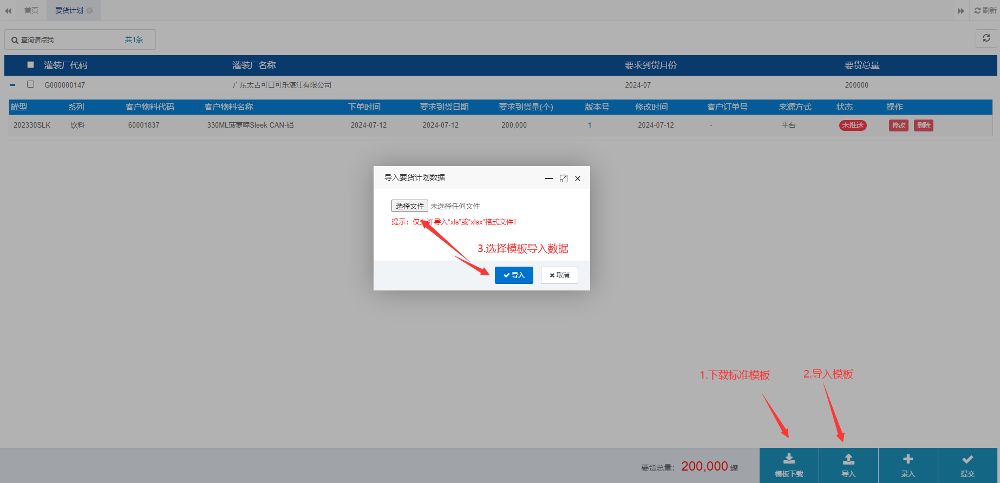 首页
要货计划
刷新
查询请点我 共1条
灌装厂代码 灌装厂名称 要求到货月份 要货总量
G000000147 广东太古可口可乐湛江有限公司 2024-07 200000
罐型 系列 客户物料代码 客户物料名称 下单时间 要求到货日期 要求到货量(个) 版本号 修改时间 客户订单号 来源方式 状态 操作
202330SLK 饮料 60001837 330ML菠萝啤Sleek CAN-铝 2024-07-12 2024-07-12 200,000 1 2024-07-12 - 平台 未推送 修改 删除
导入要货计划数据
选择文件 未选择任何文件
提示：仅允许导入“xls”或“xlsx”格式文件！
3.选择模板导入数据
导入 取消
1.下载标准模板
2.导入模板
要货总量： 200,000 罐
模板下载
导入
录入
提交